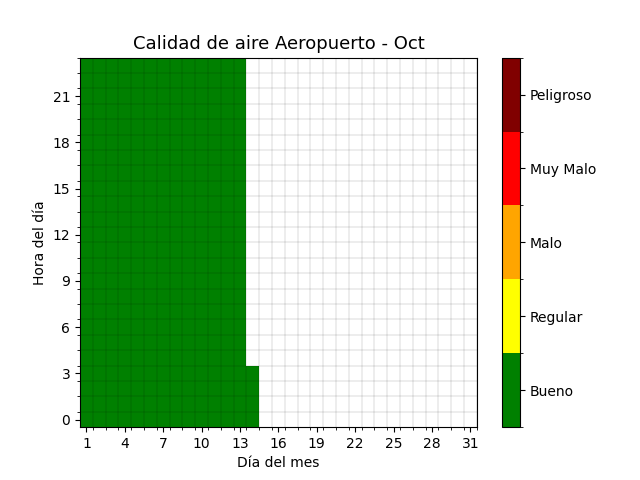 Calidad de aire Aeropuerto - Oct
Hora del día
21
18
15
12
9
6
3
0
1 4 7 10 13 16 19 22 25 28 31
Día del mes
Peligroso
Muy Malo
Malo
Regular
Bueno